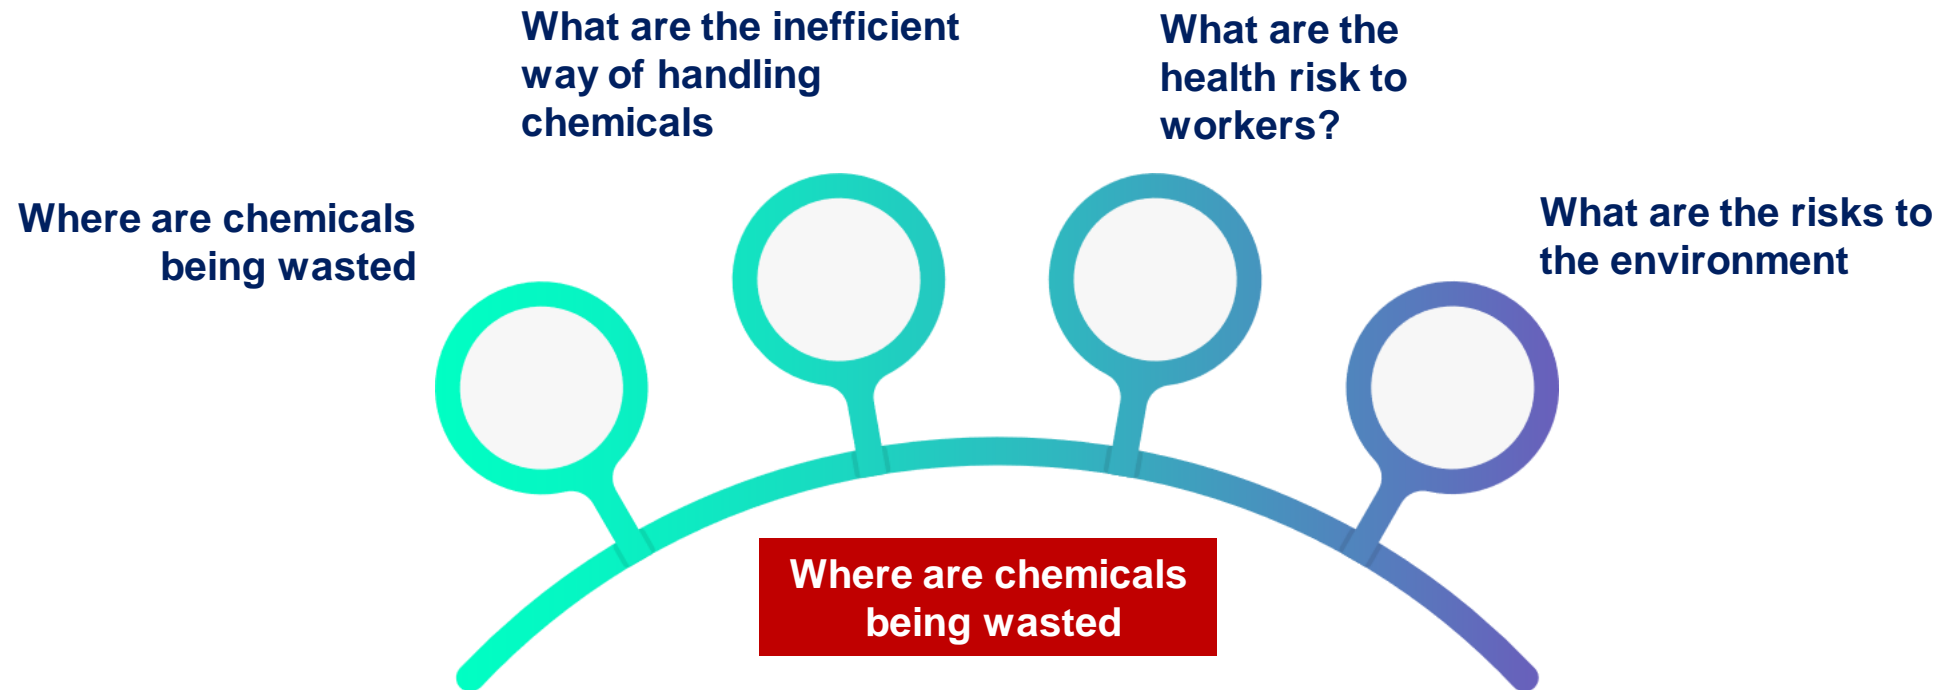 What are the inefficient
way of handling
chemicals
What are the
health risk to
workers?
Where are chemicals
being wasted
What are the risks to
the environment
Where are chemicals
being wasted